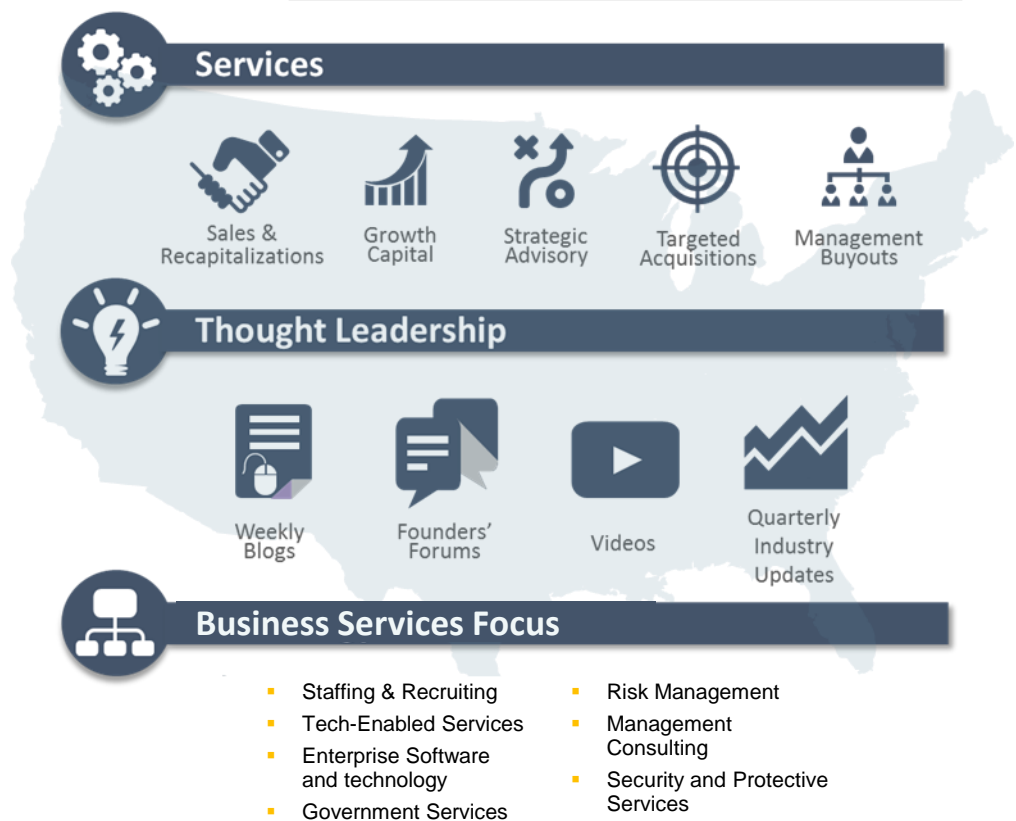 Services
Sales &
Recapitalizations
Growth
Capital
Strategic
Advisory
Targeted
Acquisitions
Management
Buyouts
Thought Leadership
Weekly
Blogs
Founders’
Forums
Videos
Quarterly
Industry
Updates
Business Services Focus
Staffing & Recruiting
Tech-Enabled Services
Enterprise Software
and technology
Government Services
Risk Management
Management
Consulting
Security and Protective
Services